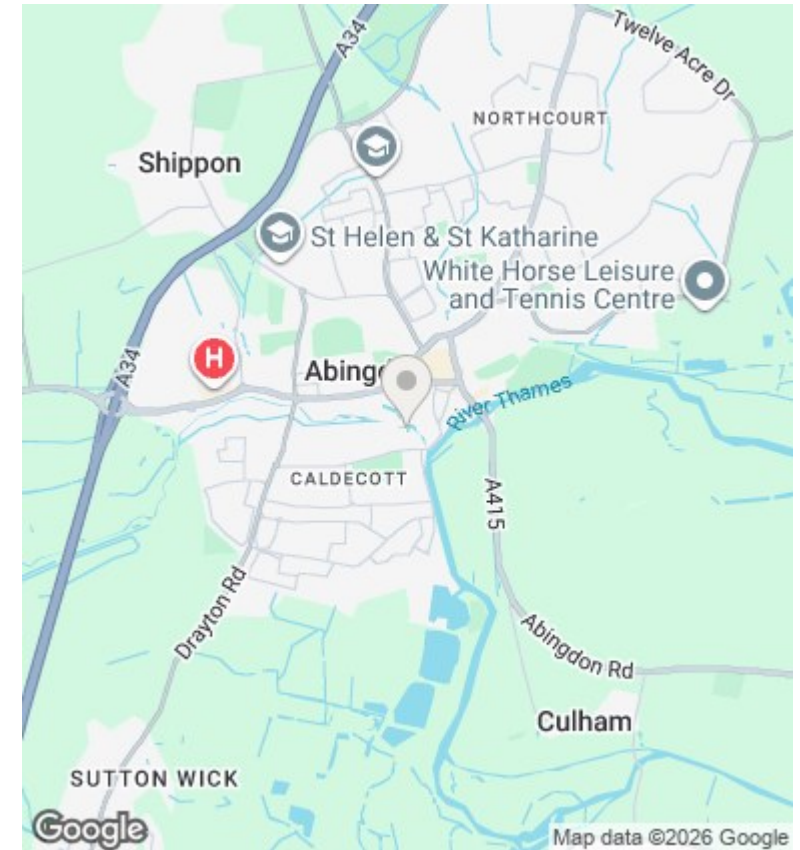 A34
Twelve Acre Dr
NORTHCOURT
Shippon
St Helen & St Katharine
White Horse Leisure
and Tennis Centre
H
A34
River Thames
CALDECOTT
A415
Drayton Rd
Abingdon Rd
Culham
SUTTON WICK
Google
Map data ©2026 Google